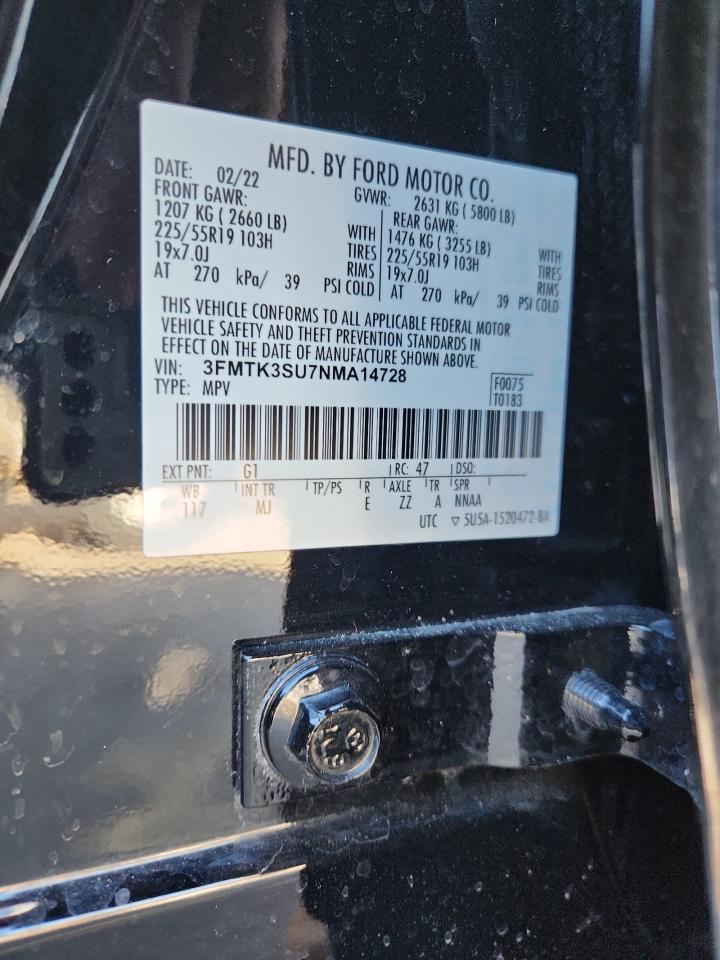 MFD. BY FORD MOTOR CO.
DATE: 02/22 GVWR: 2631 KG ( 5800 LB)
FRONT GAWR: REAR GAWR:
1207 KG ( 2660 LB) WITH 1476 KG ( 3255 LB) WITH
225/55R19 103H TIRES 225/55R19 103H TIRES
19x7.0J RIMS 19x7.0J RIMS
AT 270 kPa/ 39 PSI COLD AT 270 kPa/ 39 PSI COLD
THIS VEHICLE CONFORMS TO ALL APPLICABLE FEDERAL MOTOR
VEHICLE SAFETY AND THEFT PREVENTION STANDARDS IN
EFFECT ON THE DATE OF MANUFACTURE SHOWN ABOVE.
VIN: 3FMTK3SU7NMA14728
TYPE: MPV
F0075
T0183
EXT PNT: G1 RC: 47 DSO:
WB INT TR TP/PS R AXLE TR SPR
117 MJ E ZZ A NNAA
UTC ▽ 5U5A-1520472-BA